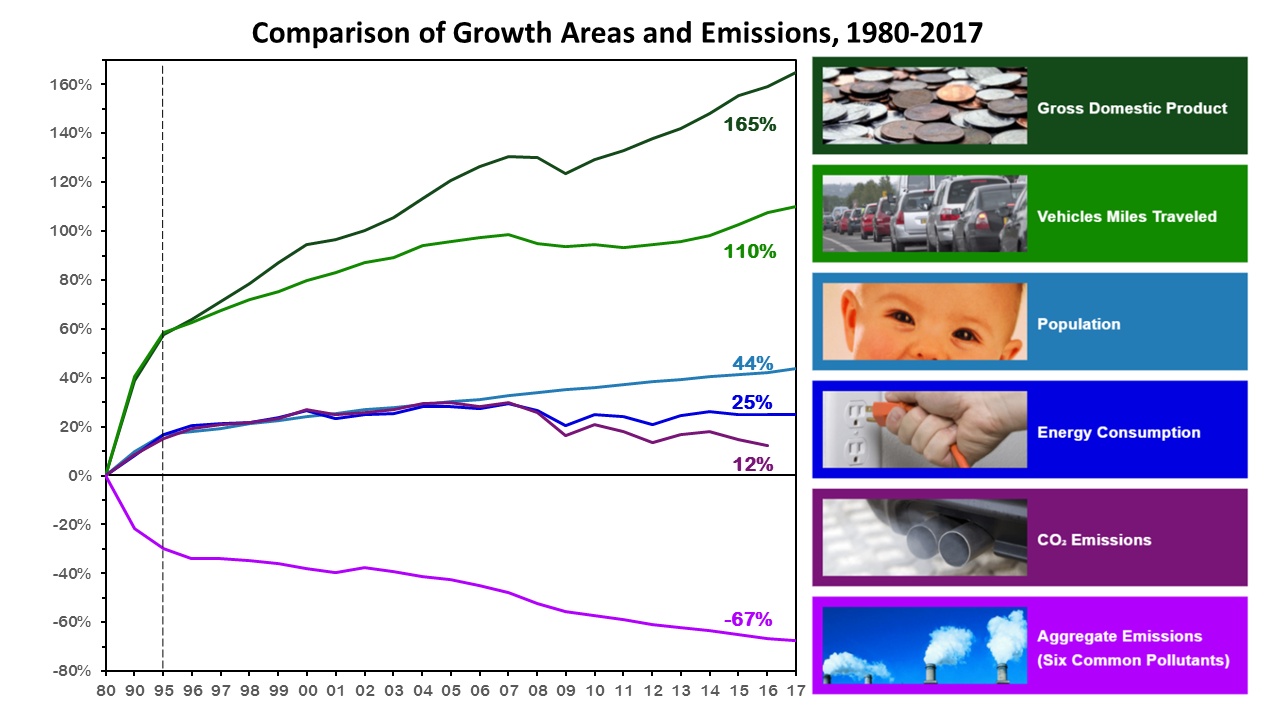 Comparison of Growth Areas and Emissions, 1980-2017
160%
140%
120%
100%
80%
60%
40%
20%
0%
-20%
-40%
-60%
-80%
80 90 95 96 97 98 99 00 01 02 03 04 05 06 07 08 09 10 11 12 13 14 15 16 17
165%
110%
44%
25%
12%
-67%
Gross Domestic Product
Vehicles Miles Traveled
Population
Energy Consumption
CO₂ Emissions
Aggregate Emissions
(Six Common Pollutants)